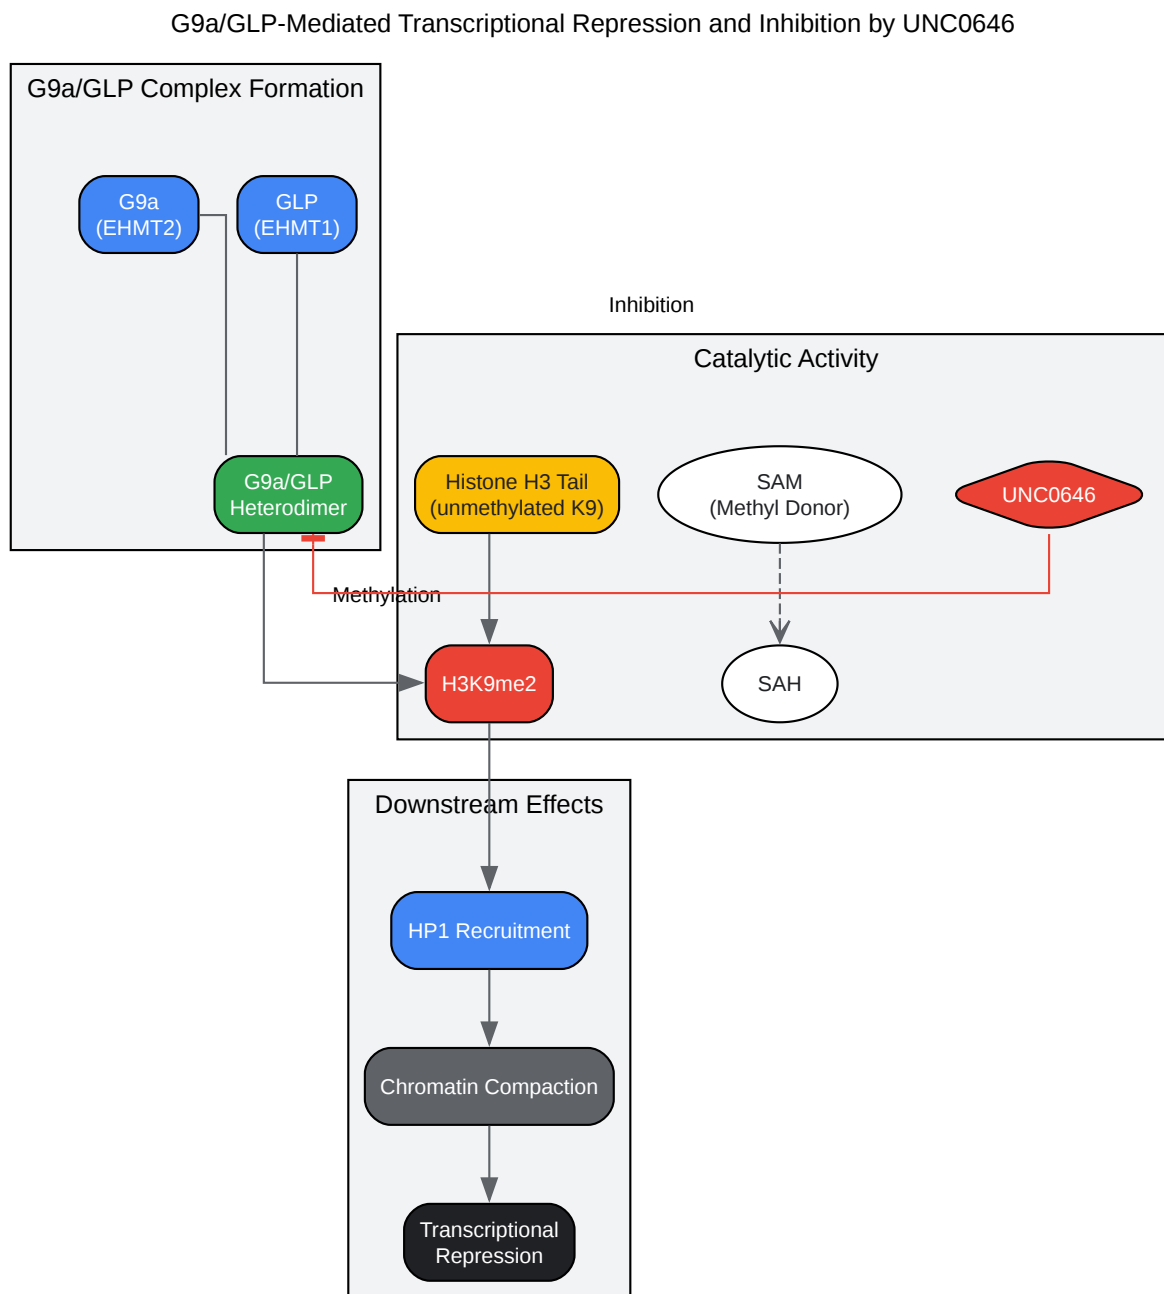 G9a/GLP-Mediated Transcriptional Repression and Inhibition by UNC0646
G9a/GLP Complex Formation
G9a
(EHMT2)
GLP
(EHMT1)
Inhibition
Catalytic Activity
G9a/GLP
Heterodimer
Histone H3 Tail
(unmethylated K9)
SAM
(Methyl Donor)
UNC0646
Methylation
H3K9me2
SAH
Downstream Effects
HP1 Recruitment
Chromatin Compaction
Transcriptional
Repression